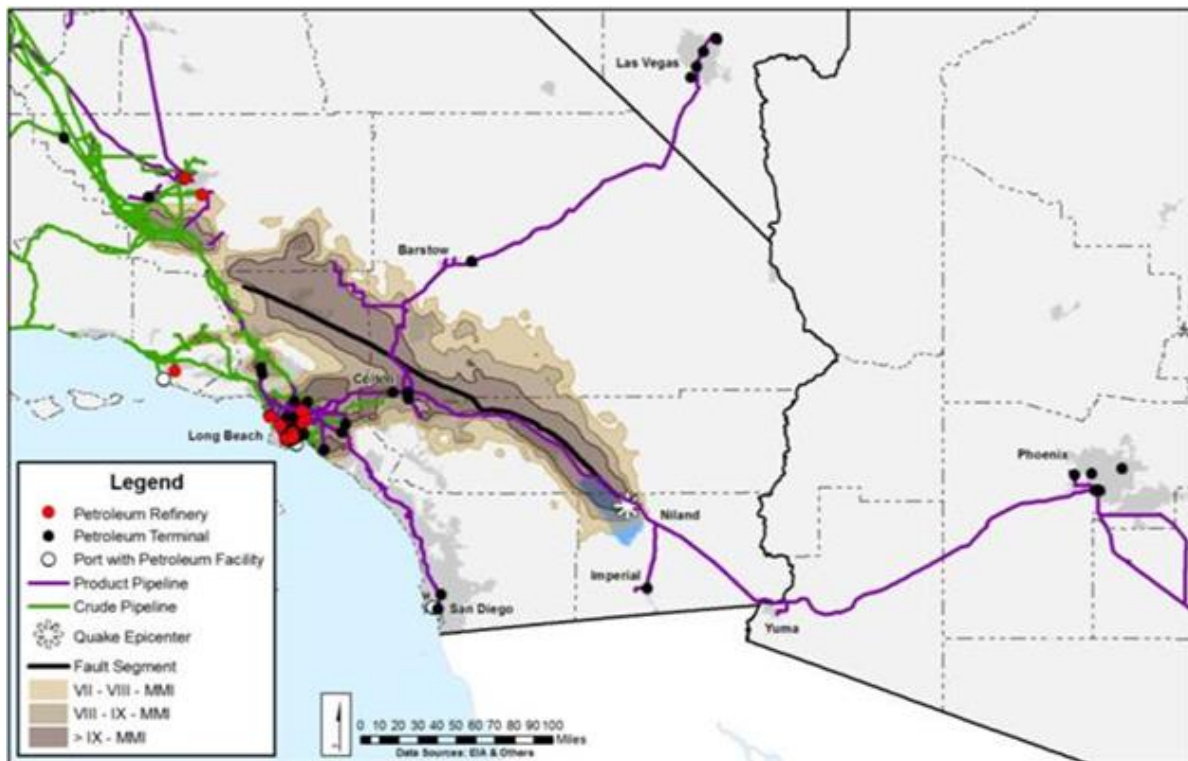 Las Vegas
Barstow
Colton
Long Beach
Phoenix
Niland
Imperial
San Diego
Yuma
Legend
Petroleum Refinery
Petroleum Terminal
Port with Petroleum Facility
Product Pipeline
Crude Pipeline
Quake Epicenter
Fault Segment
VII - VIII - MMI
VIII - IX - MMI
> IX - MMI
0 10 20 30 40 50 60 70 80 90 100
Miles
Data Sources: EIA & Others